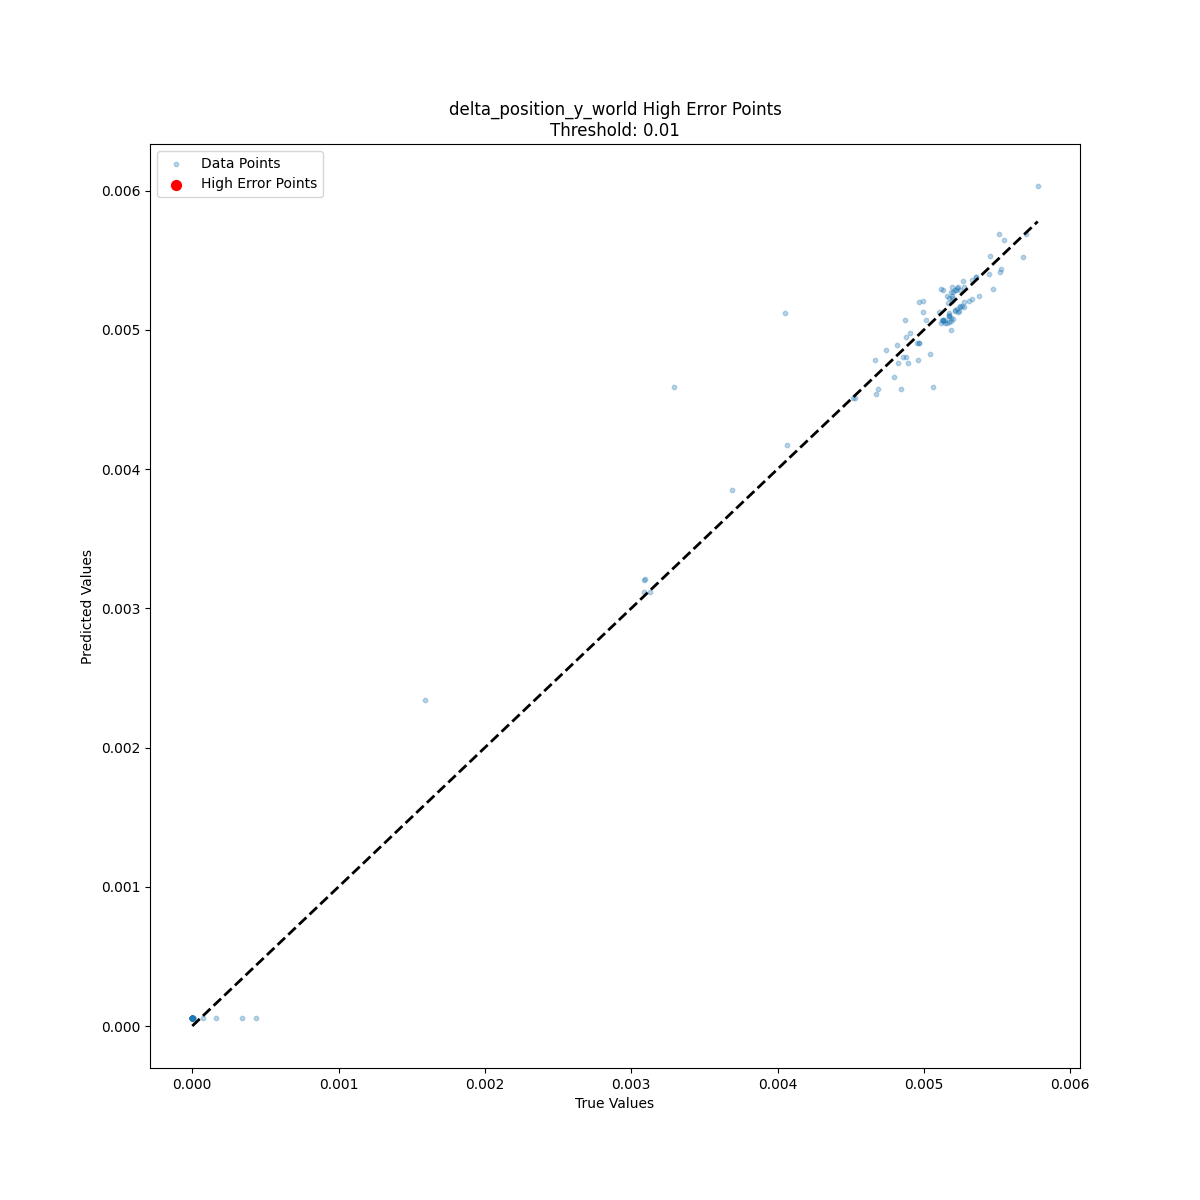 delta_position_y_world High Error Points
Threshold: 0.01
Data Points
High Error Points
0.006
0.005
0.004
0.003
0.002
0.001
0.000
Predicted Values
0.000 0.001 0.002 0.003 0.004 0.005 0.006
True Values